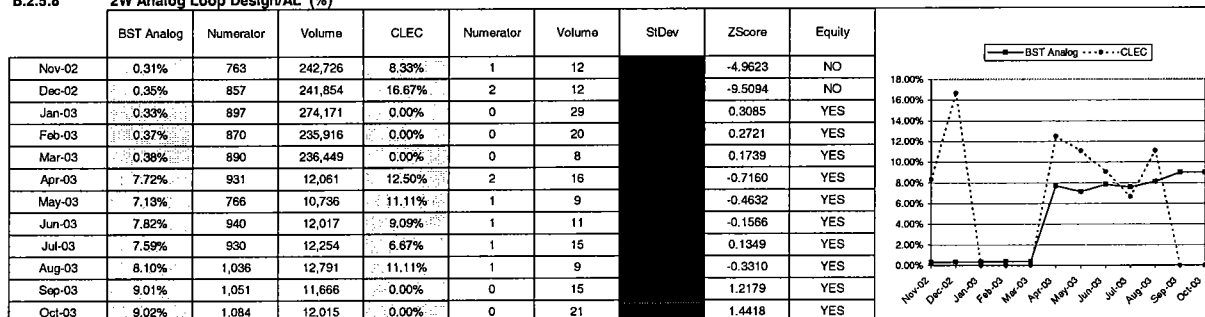 B.2.5.8 2W Analog Loop Design/AL (%)
BST Analog Numerator Volume CLEC Numerator Volume StDev ZScore Equity
Nov-02 0.31% 763 242,726 8.33% 1 12 -4.9623 NO
Dec-02 0.35% 857 241,854 16.67% 2 12 -9.5094 NO
Jan-03 0.33% 897 274,171 0.00% 0 29 0.3085 YES
Feb-03 0.37% 870 235,916 0.00% 0 20 0.2721 YES
Mar-03 0.38% 890 236,449 0.00% 0 8 0.1739 YES
Apr-03 7.72% 931 12,061 12.50% 2 16 -0.7160 YES
May-03 7.13% 766 10,736 11.11% 1 9 -0.4632 YES
Jun-03 7.82% 940 12,017 9.09% 1 11 -0.1566 YES
Jul-03 7.59% 930 12,254 6.67% 1 15 0.1349 YES
Aug-03 8.10% 1,036 12,791 11.11% 1 9 -0.3310 YES
Sep-03 9.01% 1,051 11,666 0.00% 0 15 1.2179 YES
Oct-03 9.02% 1,084 12,015 0.00% 0 21 1.4418 YES
BST Analog CLEC
18.00%
16.00%
14.00%
12.00%
10.00%
8.00%
6.00%
4.00%
2.00%
0.00%
Nov-02 Dec-02 Jan-03 Feb-03 Mar-03 Apr-03 May-03 Jun-03 Jul-03 Aug-03 Sep-03 Oct-03